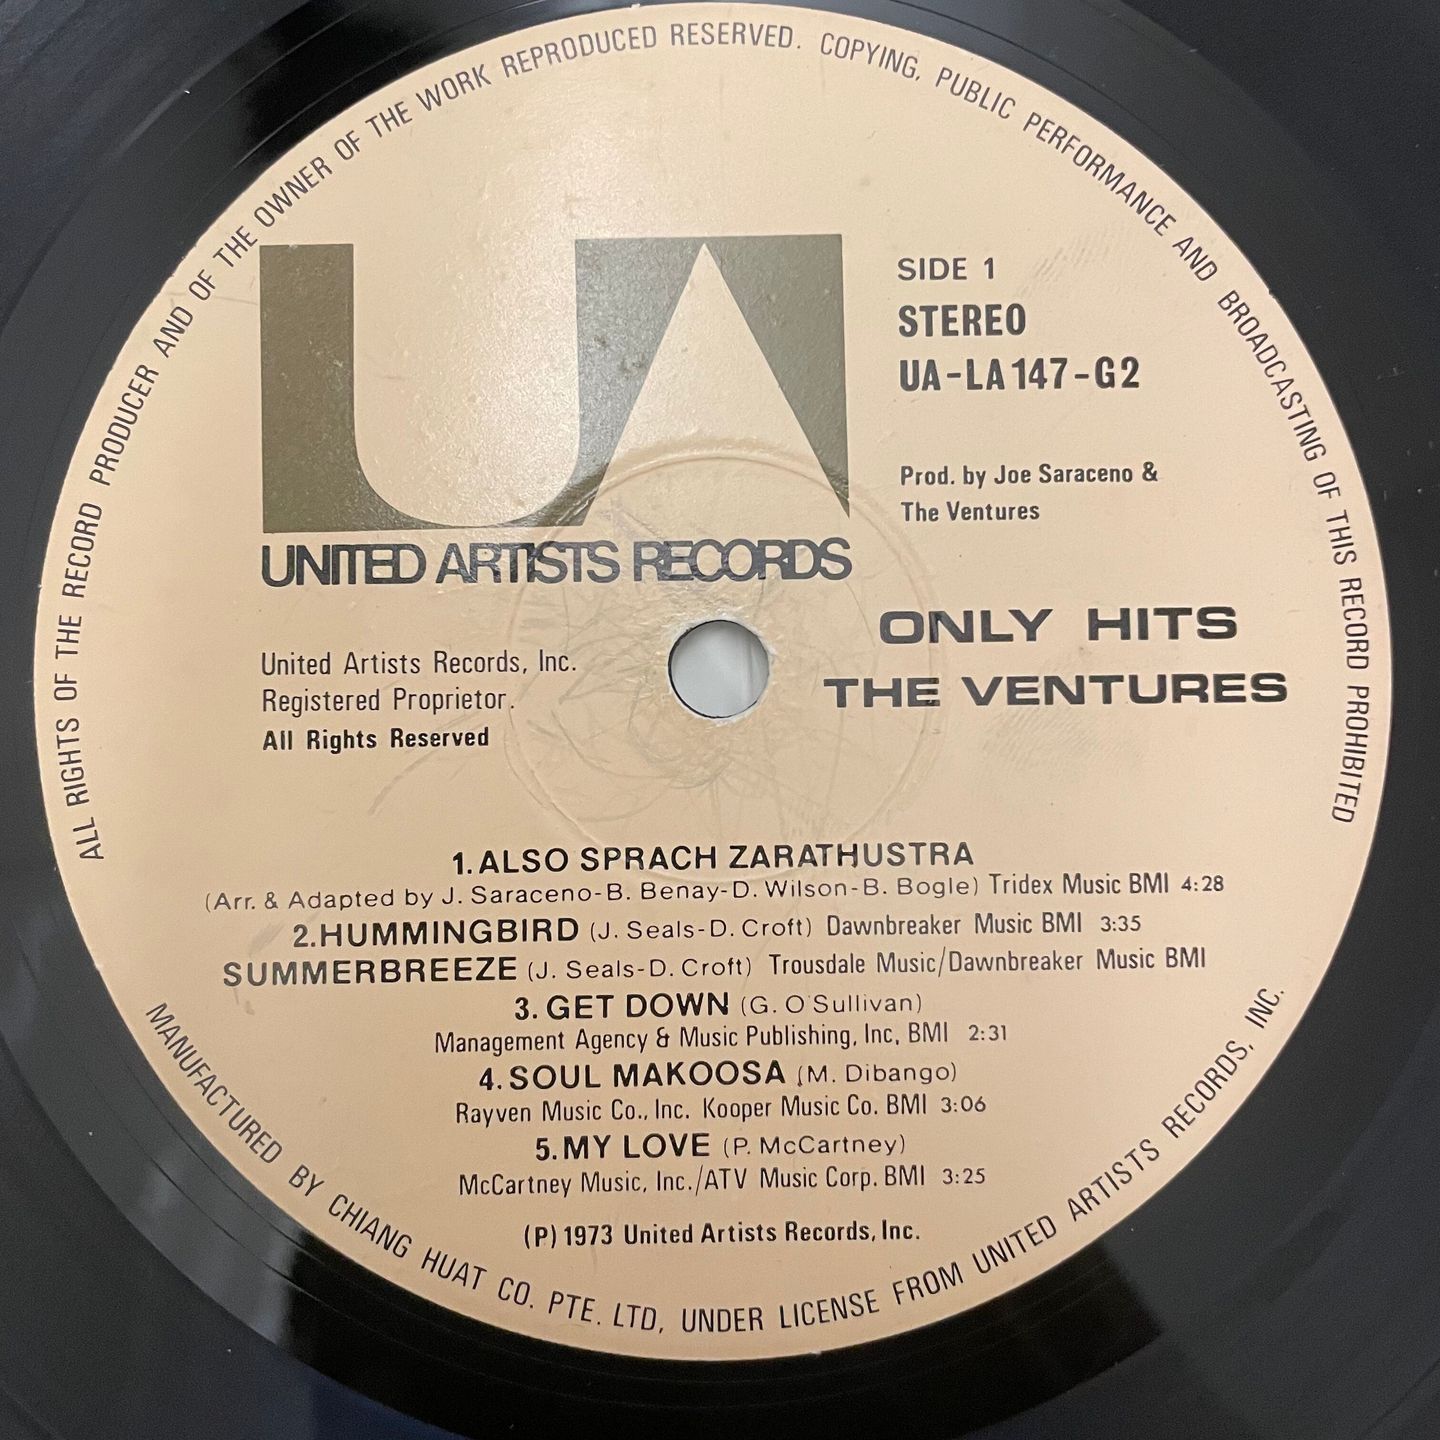 ALL RIGHTS OF THE RECORD PRODUCER AND OF THE OWNER OF THE WORK REPRODUCED RESERVED. COPYING, PUBLIC PERFORMANCE AND BROADCASTING OF THIS RECORD PROHIBITED
UA
UNITED ARTISTS RECORDS
SIDE 1
STEREO
UA-LA147-G2
Prod. by Joe Saraceno &
The Ventures
ONLY HITS
THE VENTURES
United Artists Records, Inc.
Registered Proprietor.
All Rights Reserved
1.ALSO SPRACH ZARATHUSTRA
(Arr. & Adapted by J. Saraceno-B. Benay-D. Wilson-B. Bogle) Tridex Music BMI 4:28
2.HUMMINGBIRD (J. Seals-D. Croft) Dawnbreaker Music BMI 3:35
SUMMERBREEZE (J. Seals-D. Croft) Trousdale Music/Dawnbreaker Music BMI
3. GET DOWN (G. O'Sullivan)
Management Agency & Music Publishing, Inc, BMI 2:31
4. SOUL MAKOOSA (M. Dibango)
Rayven Music Co., Inc. Kooper Music Co. BMI 3:06
5.MY LOVE (P. McCartney)
McCartney Music, Inc./ATV Music Corp. BMI 3:25
(P) 1973 United Artists Records, Inc.
MANUFACTURED BY CHIANG HUAT CO. PTE. LTD, UNDER LICENSE FROM UNITED ARTISTS RECORDS, INC.